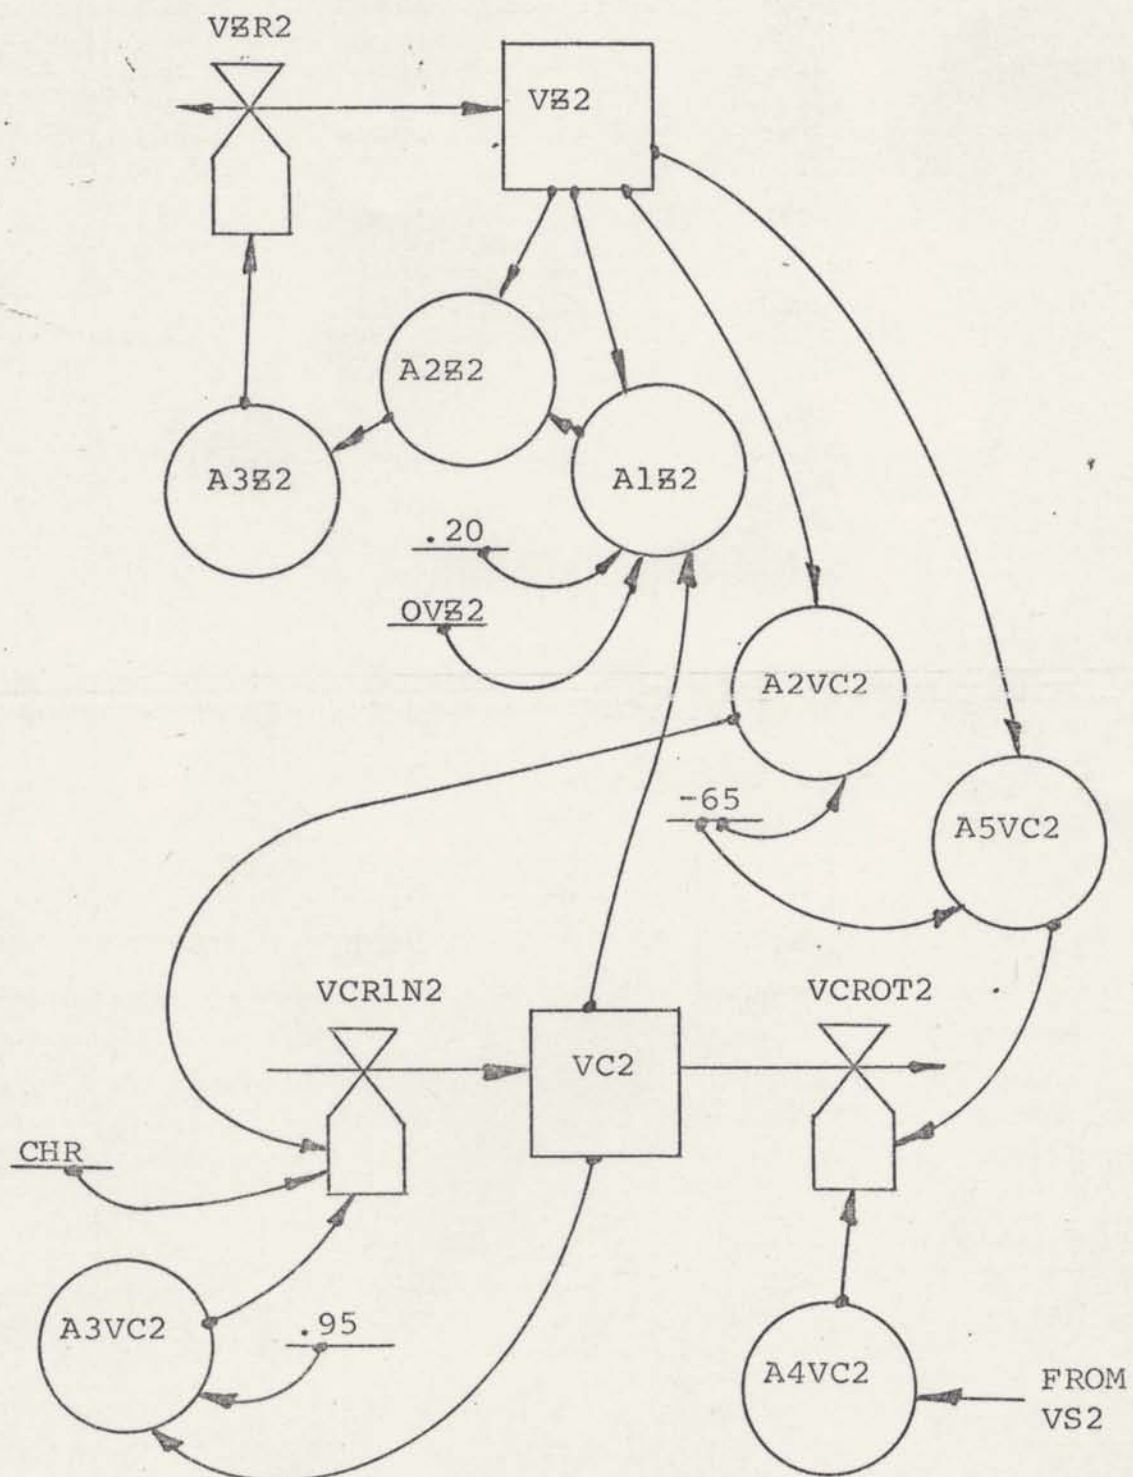 VƵR2
VƵ2
A2Ƶ2
A3Ƶ2
A1Ƶ2
.20
OVƵ2
A2VC2
-65
A5VC2
VCR1N2
VCROT2
VC2
CHR
A3VC2
.95
A4VC2
FROM
VS2